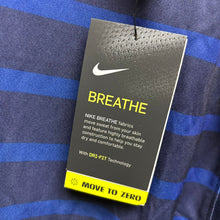 BREATHE
NIKE BREATHE fabrics
move sweat from your skin
and feature highly breathable
construction to help you stay
dry and comfortable.
With DRI-FIT Technology
MOVE TO ZERO